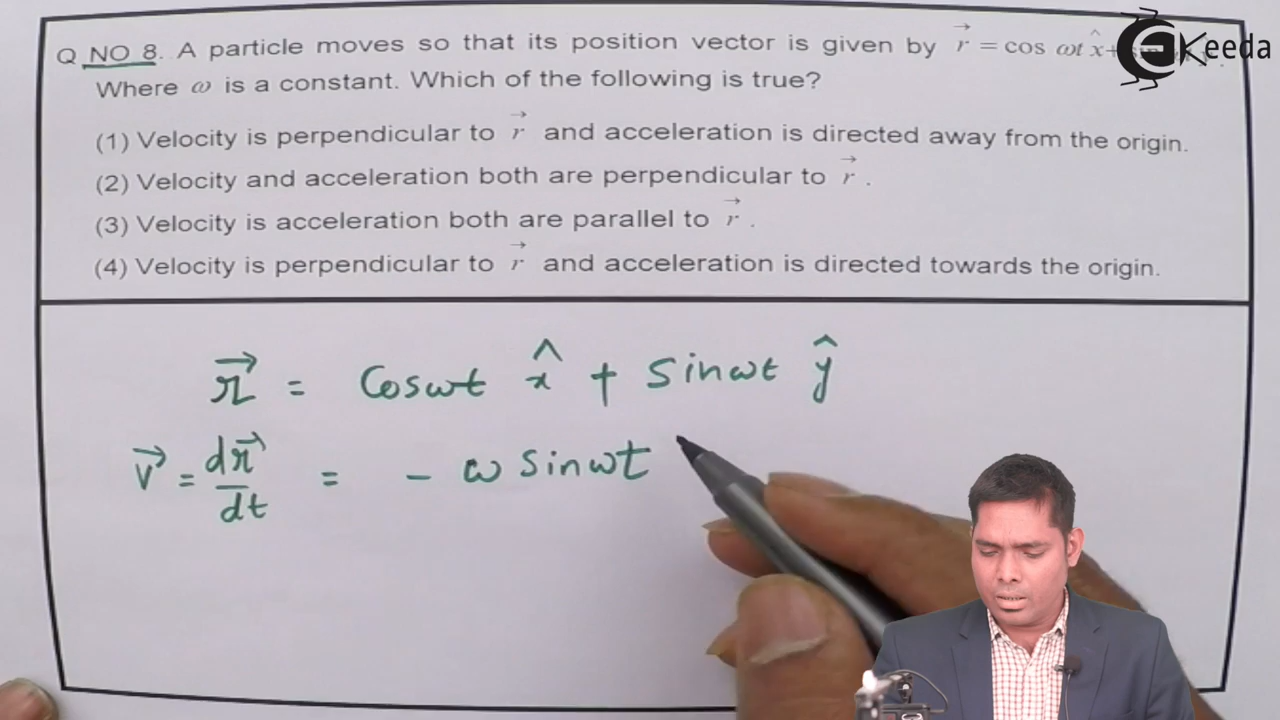 Q NO 8. A particle moves so that its position vector is given by r⃗ = cos ωt x̂+
Keeda
Where ω is a constant. Which of the following is true?
(1) Velocity is perpendicular to r⃗ and acceleration is directed away from the origin.
(2) Velocity and acceleration both are perpendicular to r⃗ .
(3) Velocity is acceleration both are parallel to r⃗ .
(4) Velocity is perpendicular to r⃗ and acceleration is directed towards the origin.
r⃗ = Cosωt x̂ + Sinωt ŷ
v⃗ = dr⃗/dt = - ω sinωt